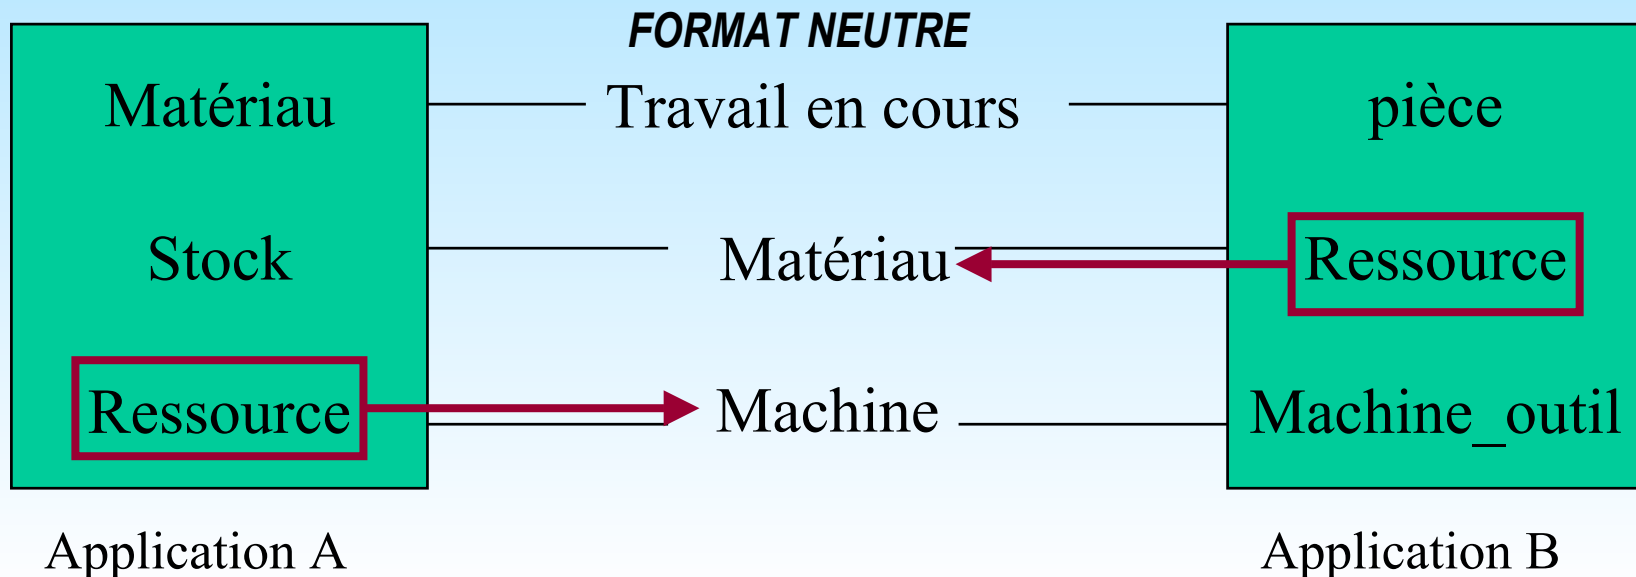 FORMAT NEUTRE
Matériau Travail en cours pièce
Stock Matériau Ressource
Ressource Machine Machine_outil
Application A Application B